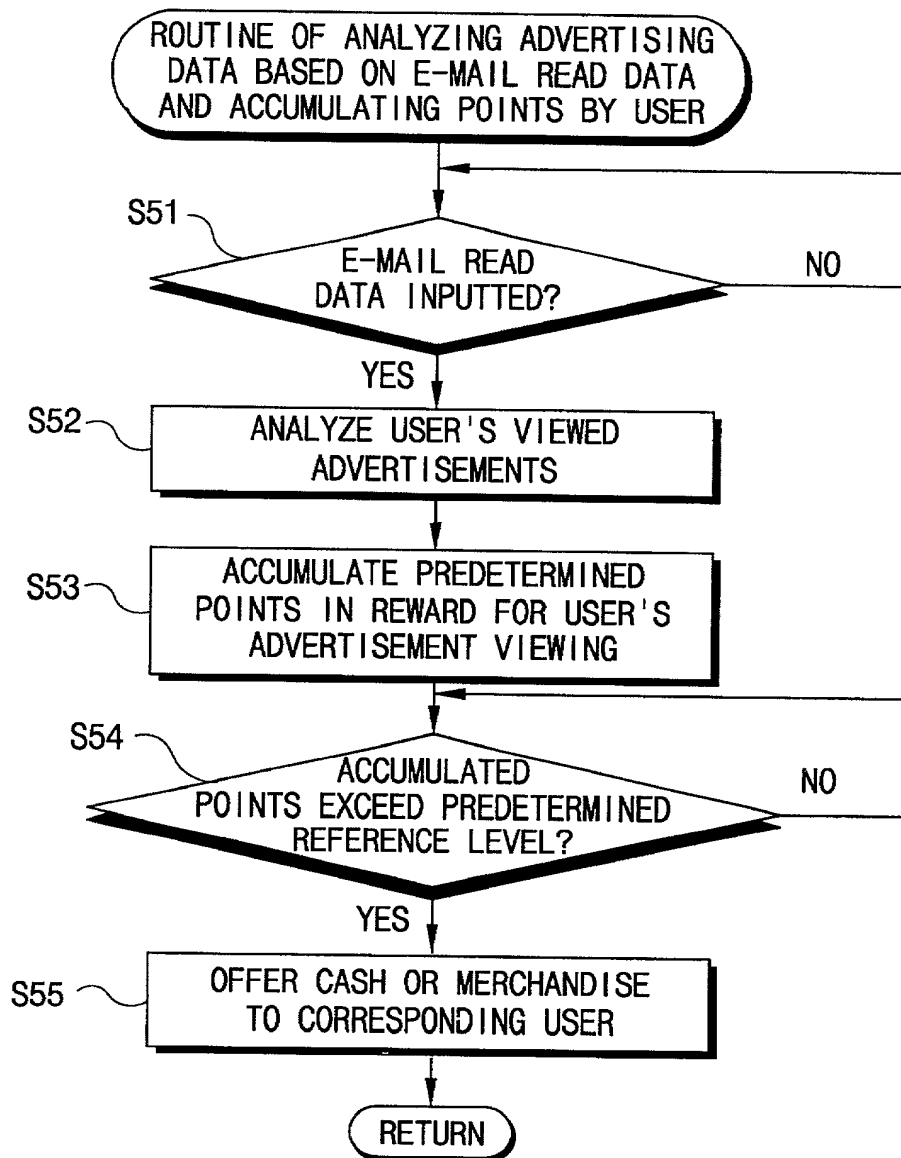 ROUTINE OF ANALYZING ADVERTISING
DATA BASED ON E-MAIL READ DATA
AND ACCUMULATING POINTS BY USER
S51
E-MAIL READ
DATA INPUTTED?
NO
YES
S52
ANALYZE USER'S VIEWED
ADVERTISEMENTS
S53
ACCUMULATE PREDETERMINED
POINTS IN REWARD FOR USER'S
ADVERTISEMENT VIEWING
S54
ACCUMULATED
POINTS EXCEED PREDETERMINED
REFERENCE LEVEL?
NO
YES
S55
OFFER CASH OR MERCHANDISE
TO CORRESPONDING USER
RETURN